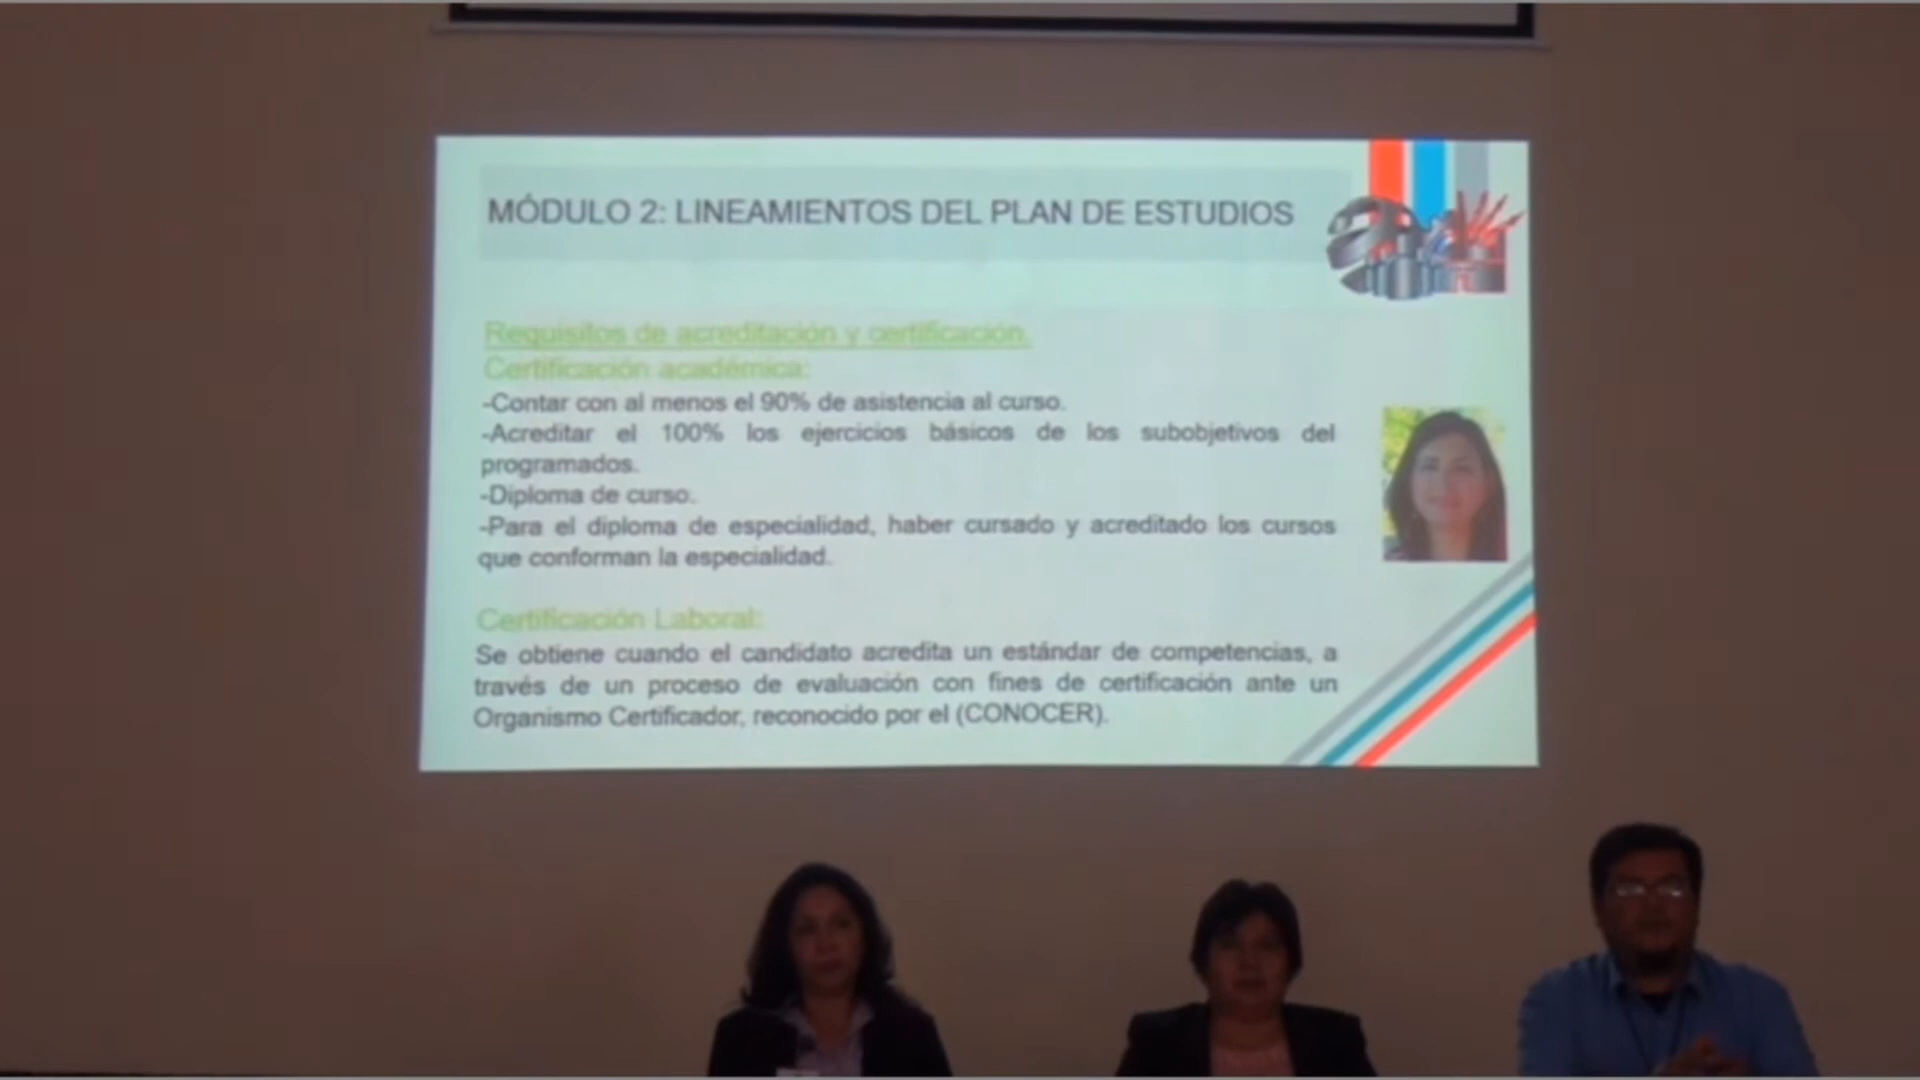 MÓDULO 2: LINEAMIENTOS DEL PLAN DE ESTUDIOS
Requisitos de acreditación y certificación.
Certificación académica:
-Contar con al menos el 90% de asistencia al curso.
-Acreditar el 100% los ejercicios básicos de los subobjetivos del
programados.
-Diploma de curso.
-Para el diploma de especialidad, haber cursado y acreditado los cursos
que conforman la especialidad.
Certificación Laboral:
Se obtiene cuando el candidato acredita un estándar de competencias, a
través de un proceso de evaluación con fines de certificación ante un
Organismo Certificador, reconocido por el (CONOCER).